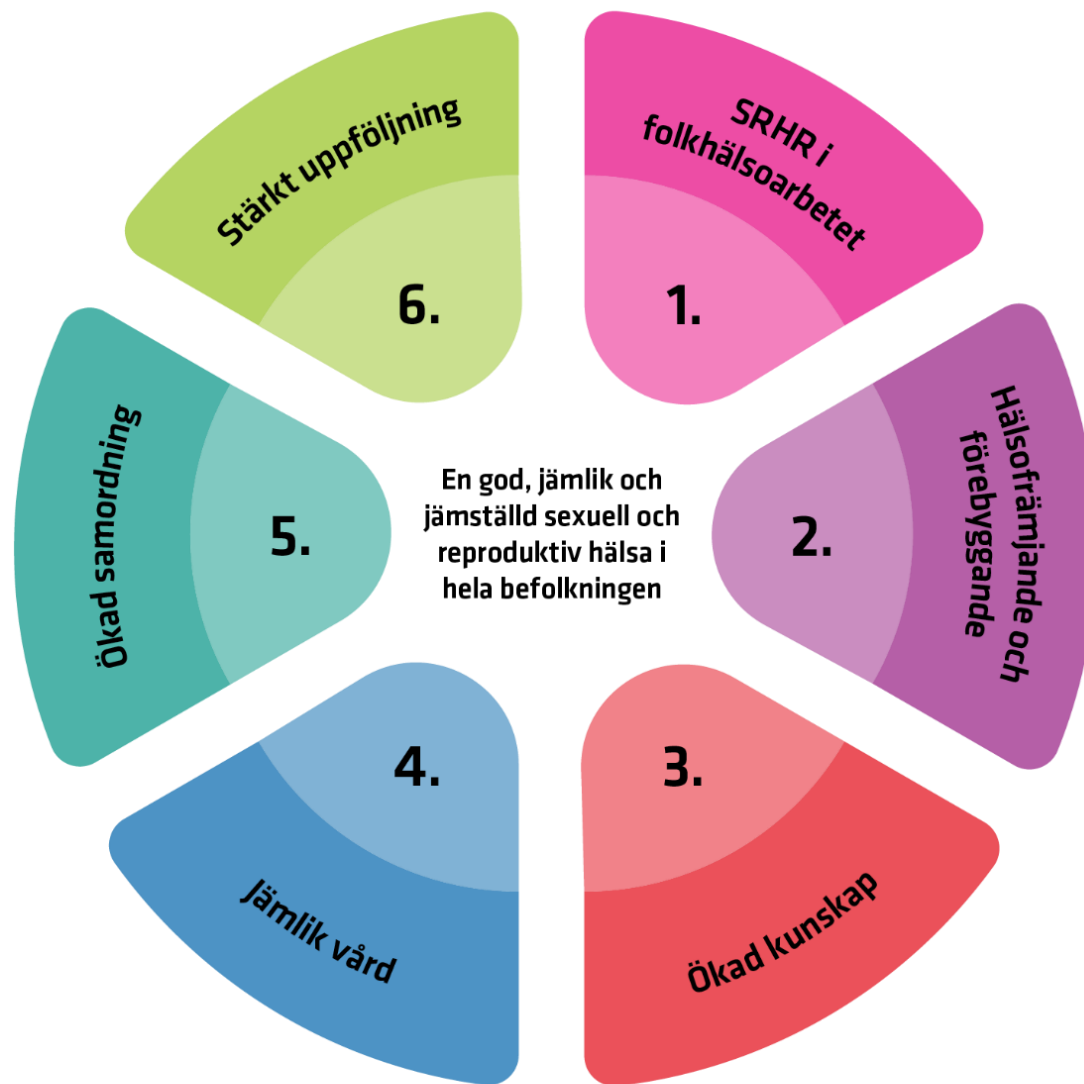 SRHR i
folkhälsoarbetet
1.
Hälsofrämjande och
förebyggande
2.
Ökad kunskap
3.
Jämlik vård
4.
Ökad samordning
5.
Stärkt uppföljning
6.
En god, jämlik och
jämställd sexuell och
reproduktiv hälsa i
hela befolkningen